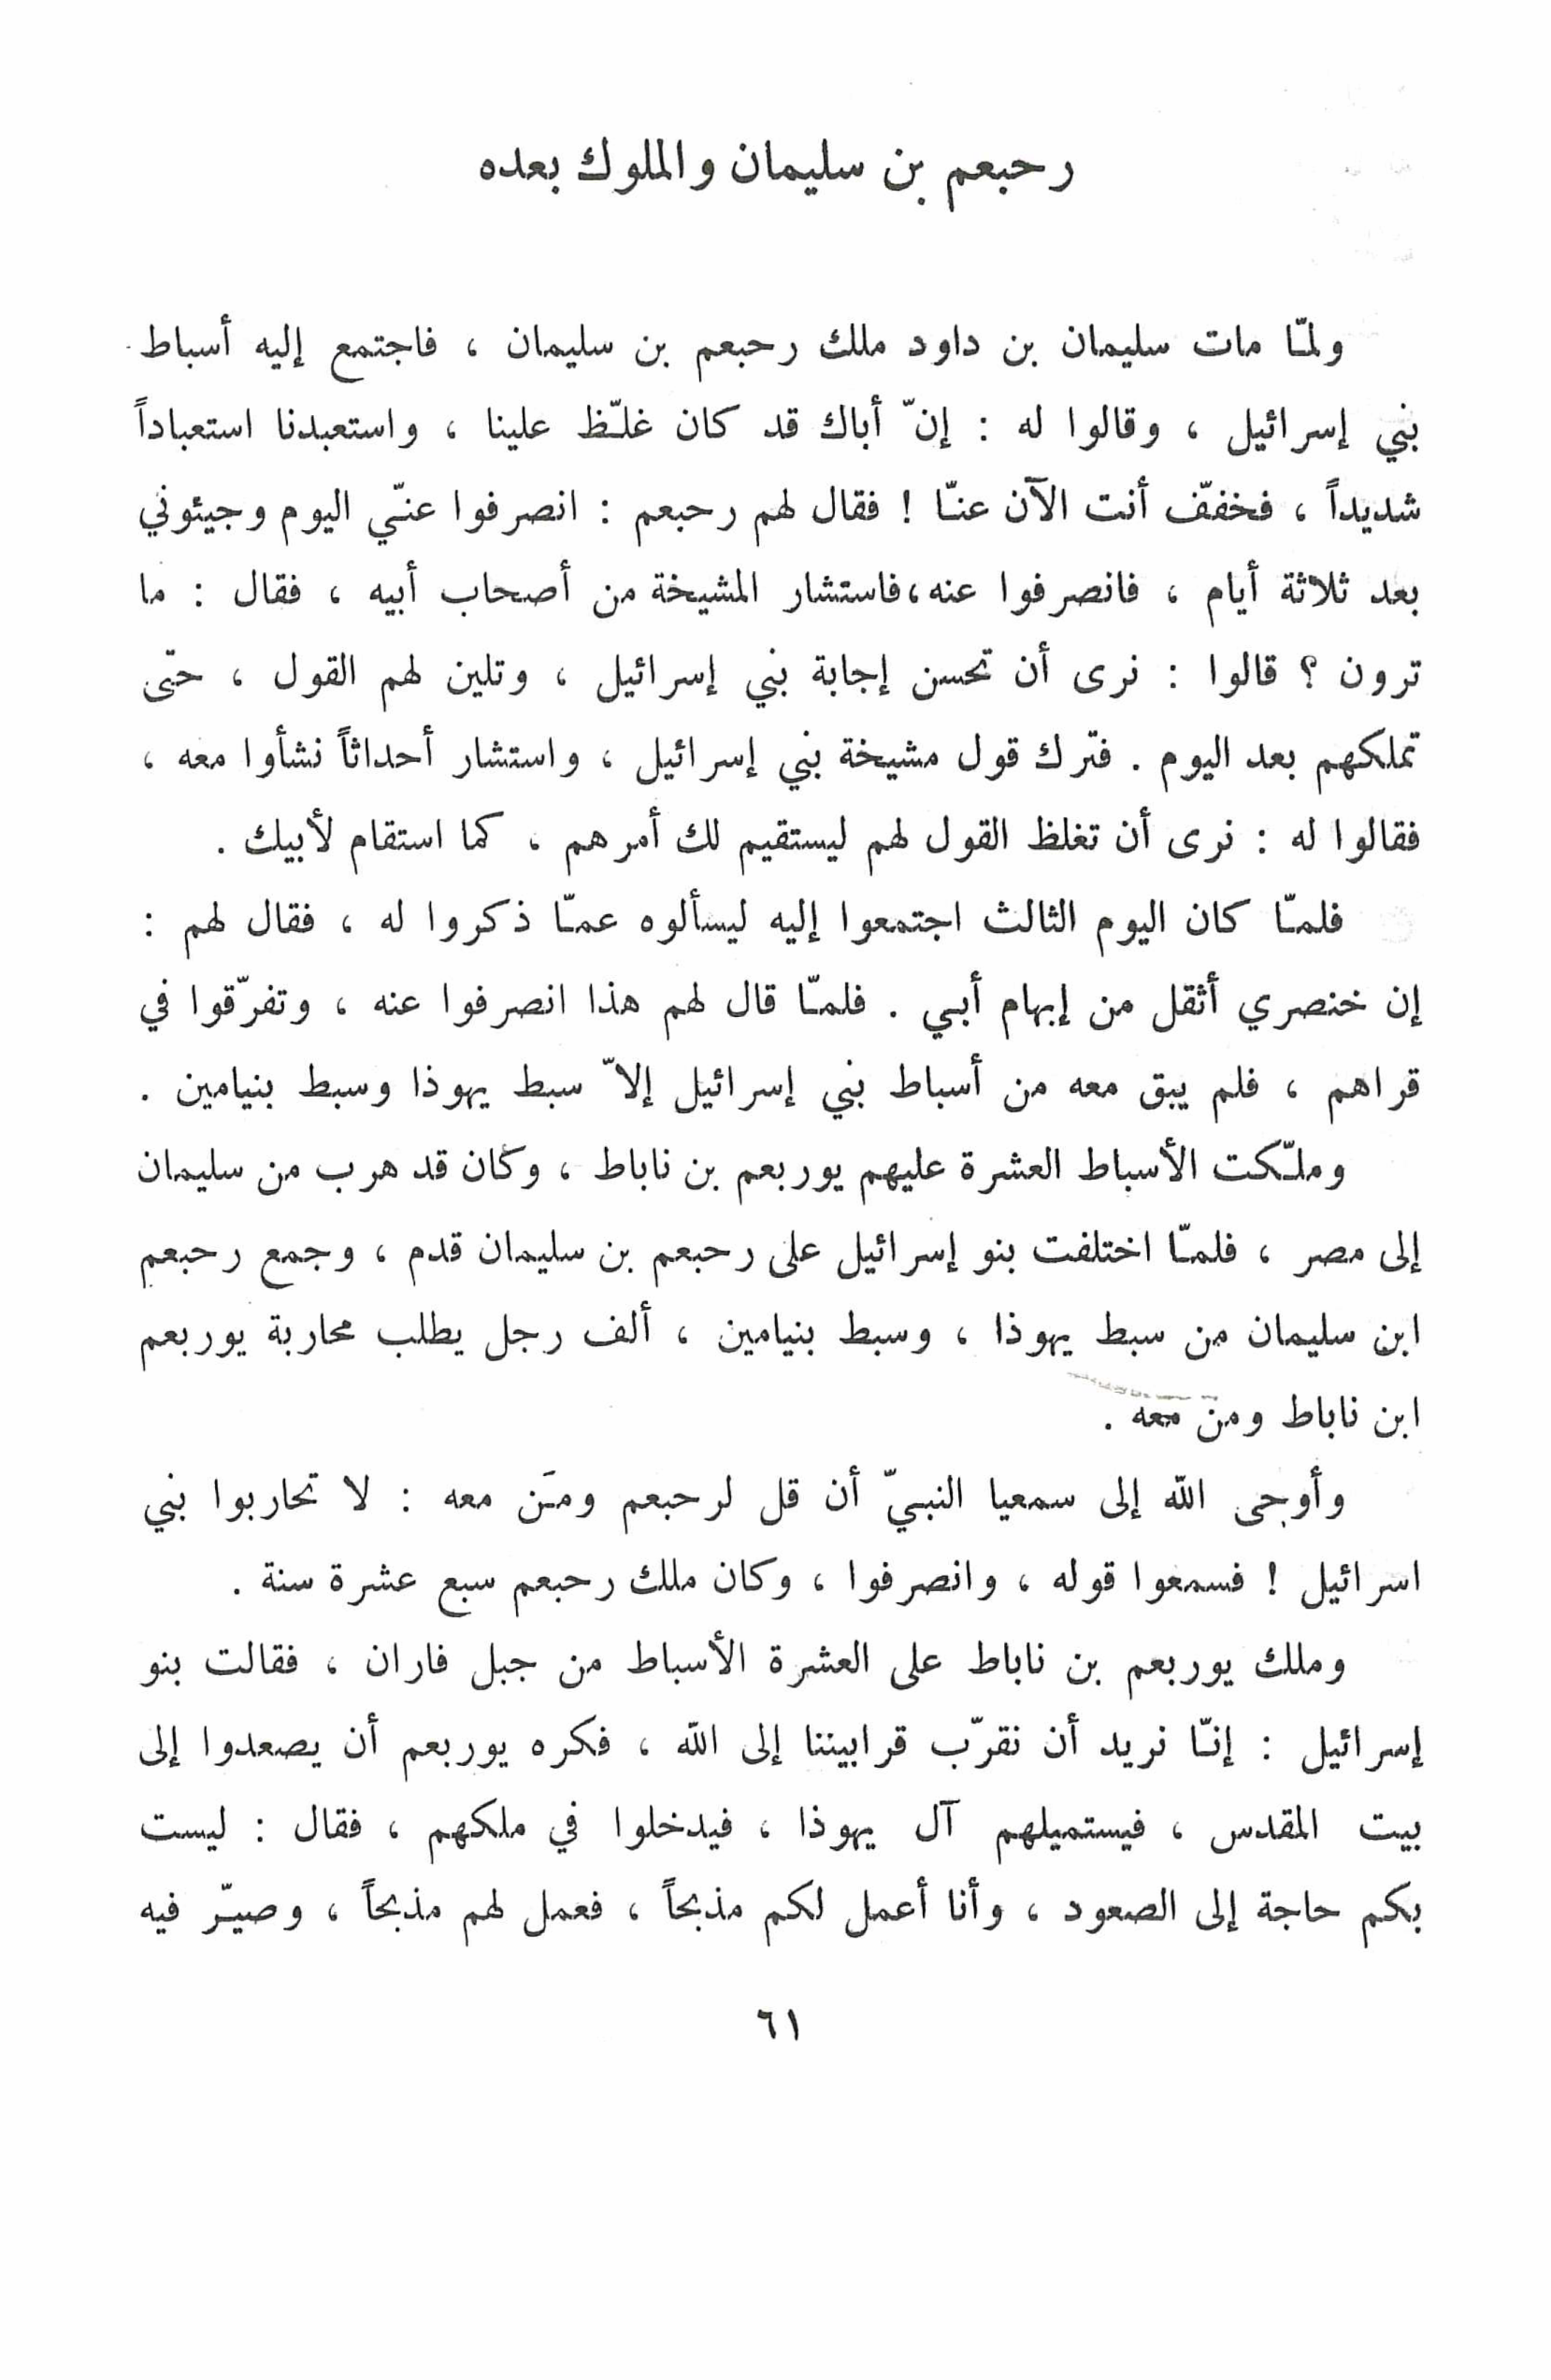 رحبعم بن سليمان والملوك بعده
ولمّا مات سليمان بن داود ملك رحبعم بن سليمان ، فاجتمع إليه أسباط
بني إسرائيل ، وقالوا له : إنّ أباك قد كان غلّظ علينا ، واستعبدنا استعباداً
شديداً ، فخفّف أنت الآن عنّا ! فقال لهم رحبعم : انصرفوا عنّي اليوم وجيئوني
بعد ثلاثة أيام ، فانصرفوا عنه،فاستشار المشيخة من أصحاب أبيه ، فقال : ما
ترون ؟ قالوا : نرى أن تحسن إجابة بني إسرائيل ، وتلين لهم القول ، حتى
تملكهم بعد اليوم . فترك قول مشيخة بني إسرائيل ، واستشار أحداثاً نشأوا معه ،
فقالوا له : نرى أن تغلظ القول لهم ليستقيم لك أمرهم ، كما استقام لأبيك .
فلمّا كان اليوم الثالث اجتمعوا إليه ليسألوه عمّا ذكروا له ، فقال لهم :
إن خنصري أثقل من إبهام أبي . فلمّا قال لهم هذا انصرفوا عنه ، وتفرّقوا في
قراهم ، فلم يبق معه من أسباط بني إسرائيل إلاّ سبط يهوذا وسبط بنيامين .
وملّكت الأسباط العشرة عليهم يوربعم بن ناباط ، وكان قد هرب من سليمان
إلى مصر ، فلمّا اختلفت بنو إسرائيل على رحبعم بن سليمان قدم ، وجمع رحبعم
ابن سليمان من سبط يهوذا ، وسبط بنيامين ، ألف رجل يطلب محاربة يوربعم
ابن ناباط ومن معه .
وأوحى الله إلى سمعيا النبيّ أن قل لرحبعم ومَن معه : لا تحاربوا بني
اسرائيل ! فسمعوا قوله ، وانصرفوا ، وكان ملك رحبعم سبع عشرة سنة .
وملك يوربعم بن ناباط على العشرة الأسباط من جبل فاران ، فقالت بنو
إسرائيل : إنّا نريد أن نقرّب قرابيننا إلى الله ، فكره يوربعم أن يصعدوا إلى
بيت المقدس ، فيستميلهم آل يهوذا ، فيدخلوا في ملكهم ، فقال : ليست
بكم حاجة إلى الصعود ، وأنا أعمل لكم مذبحاً ، فعمل لهم مذبحاً ، وصيّر فيه
٦١